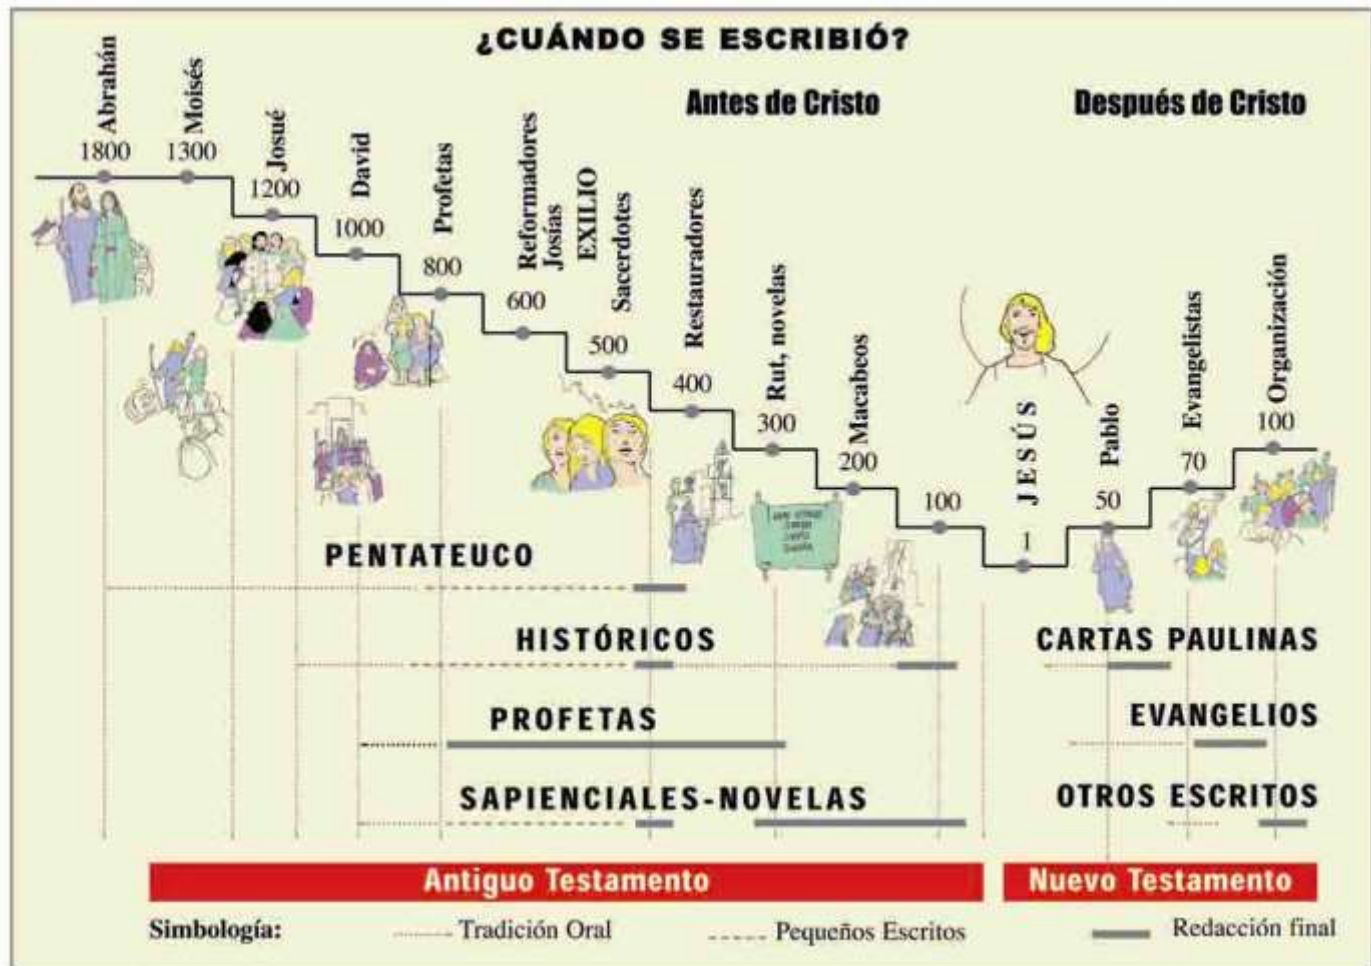 ¿CUÁNDO SE ESCRIBIÓ?
Antes de Cristo
Después de Cristo
Abrahán
1800
Moisés
1300
Josué
1200
David
1000
Profetas
800
Reformadores
Josías
600
EXILIO
Sacerdotes
500
Restauradores
400
Rut, novelas
300
Macabeos
200
100
JESÚS
1
Pablo
50
Evangelistas
70
Organización
100
PENTATEUCO
HISTÓRICOS
CARTAS PAULINAS
PROFETAS
EVANGELIOS
SAPIENCIALES-NOVELAS
OTROS ESCRITOS
Antiguo Testamento
Nuevo Testamento
Simbología:
Tradición Oral
Pequeños Escritos
Redacción final